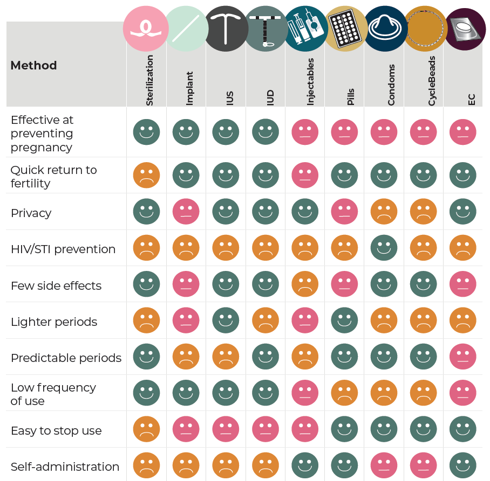 Method
Sterilization
Implant
IUS
IUD
Injectables
Pills
Condoms
CycleBeads
EC
Effective at
preventing
pregnancy
Quick return to
fertility
Privacy
HIV/STI prevention
Few side effects
Lighter periods
Predictable periods
Low frequency
of use
Easy to stop use
Self-administration